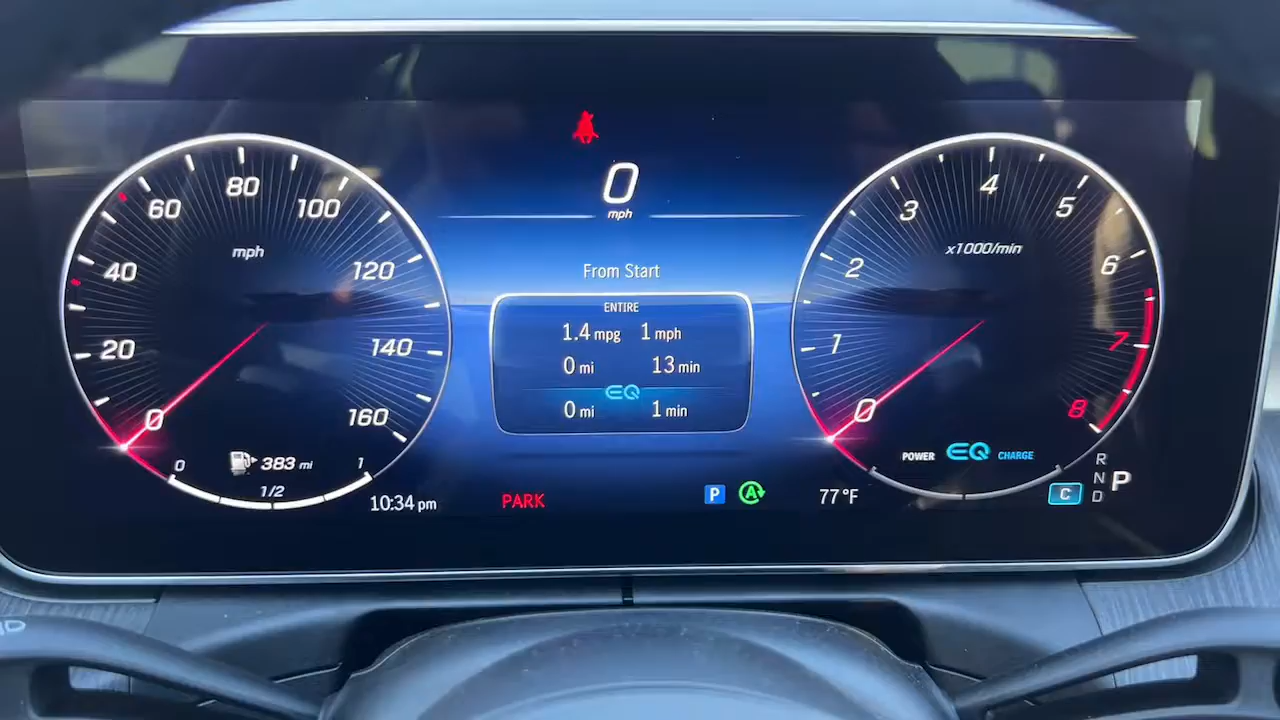 0
mph
80
60
100
mph
40
120
20
140
0
160
0
383 mi
1
1/2
10:34 pm
From Start
ENTIRE
1.4 mpg 1 mph
0 mi 13 min
EQ
0 mi 1 min
PARK
P
A
77°F
4
3
5
x1000/min
2
6
1
7
0
8
POWER EQ CHARGE
C
R
N
D
P